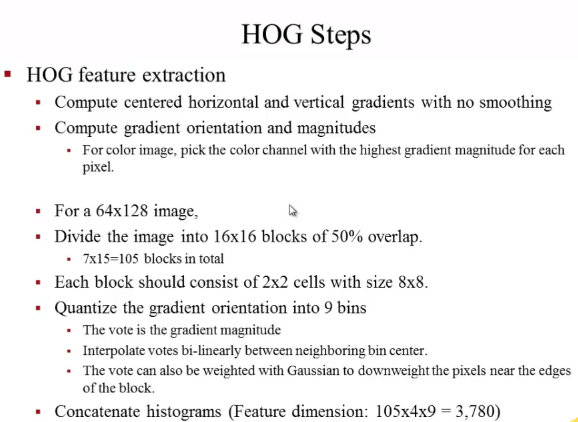 HOG Steps
HOG feature extraction
Compute centered horizontal and vertical gradients with no smoothing
Compute gradient orientation and magnitudes
For color image, pick the color channel with the highest gradient magnitude for each
pixel.
For a 64x128 image,
Divide the image into 16x16 blocks of 50% overlap.
7x15=105 blocks in total
Each block should consist of 2x2 cells with size 8x8.
Quantize the gradient orientation into 9 bins
The vote is the gradient magnitude
Interpolate votes bi-linearly between neighboring bin center.
The vote can also be weighted with Gaussian to downweight the pixels near the edges
of the block.
Concatenate histograms (Feature dimension: 105x4x9 = 3,780)